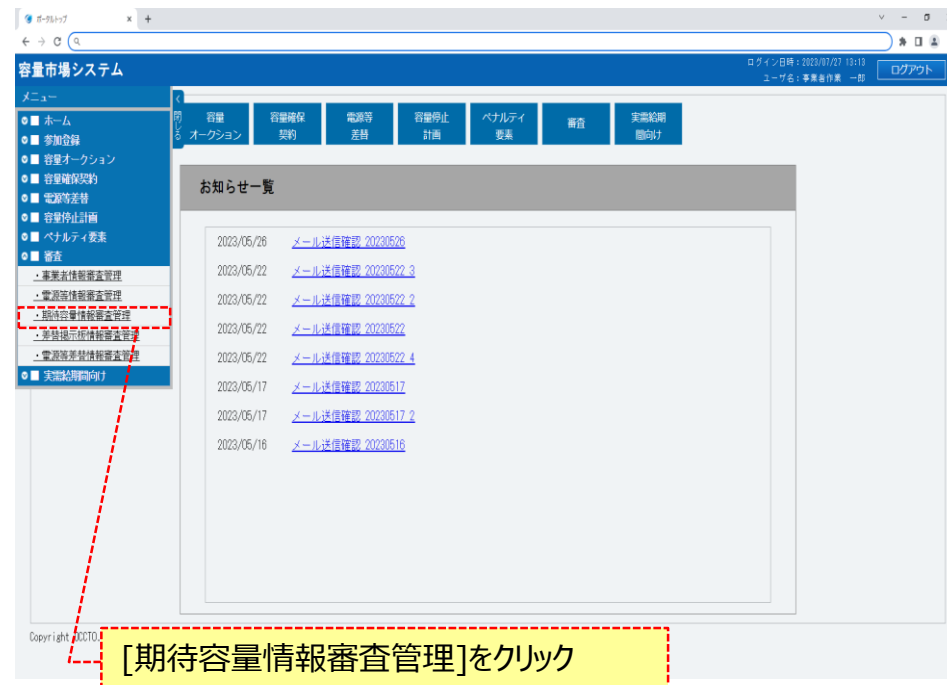 ポータルトップ
容量市場システム
ログイン日時：2023/07/27 13:13
ユーザ名：事業者作業 一郎
ログアウト
メニュー
閉じる
ホーム
参加登録
容量オークション
容量確保契約
電源等差替
容量停止計画
ペナルティ要素
審査
・事業者情報審査管理
・電源等情報審査管理
・期待容量情報審査管理
・差替掲示板情報審査管理
・電源等差替情報審査管理
実需給期間向け
容量
オークション
容量確保
契約
電源等
差替
容量停止
計画
ペナルティ
要素
審査
実需給期
間向け
お知らせ一覧
2023/05/26 メール送信確認 20230526
2023/05/22 メール送信確認 20230522_3
2023/05/22 メール送信確認 20230522_2
2023/05/22 メール送信確認 20230522
2023/05/22 メール送信確認 20230522_4
2023/05/17 メール送信確認 20230517
2023/05/17 メール送信確認 20230517_2
2023/05/16 メール送信確認 20230516
Copyright OCCTO.
[期待容量情報審査管理]をクリック